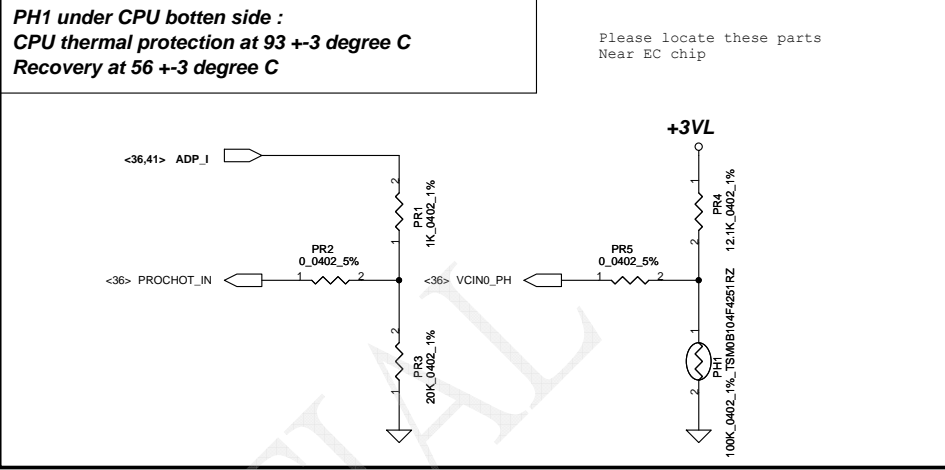 PH1 under CPU botten side :
CPU thermal protection at 93 +-3 degree C
Recovery at 56 +-3 degree C
Please locate these parts
Near EC chip
+3VL
<36,41> ADP_I
2
PR1
1K_0402_1%
1
1
PR4
12.1K_0402_1%
2
PR2
0_0402_5%
<36> PROCHOT_IN
1
2
PR5
0_0402_5%
<36> VCIN0_PH
1
2
2
PR3
20K_0402_1%
1
1
PH1
100K_0402_1%_TSM0B104F4251RZ
2
TIAL